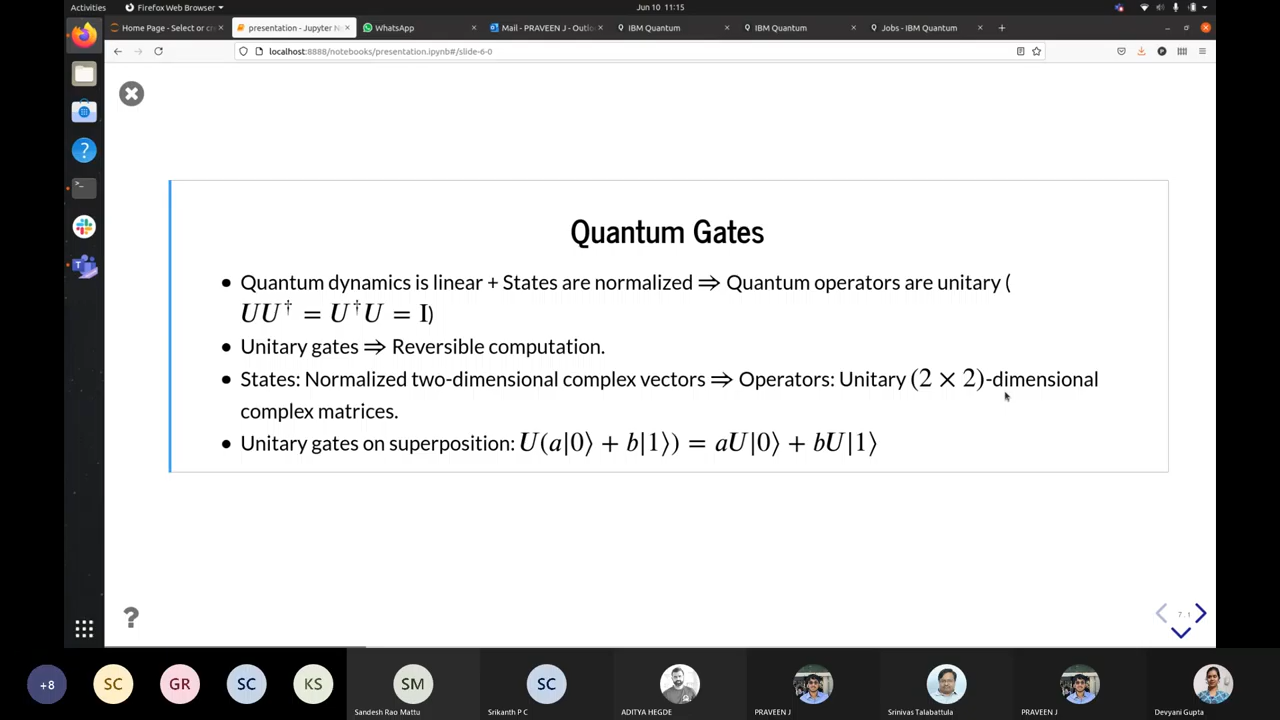 Activities
Firefox Web Browser
Jun 10 11:15
Home Page - Select or cr
presentation - Jupyter N
WhatsApp
Mail - PRAVEEN J - Outlo
IBM Quantum
IBM Quantum
Jobs - IBM Quantum
localhost:8888/notebooks/presentation.ipynb#/slide-6-0
Quantum Gates
• Quantum dynamics is linear + States are normalized ⇒ Quantum operators are unitary (
UU† = U†U = I)
• Unitary gates ⇒ Reversible computation.
• States: Normalized two-dimensional complex vectors ⇒ Operators: Unitary (2 × 2)-dimensional
complex matrices.
• Unitary gates on superposition: U(a|0⟩ + b|1⟩) = aU|0⟩ + bU|1⟩
?
7.1
+8
SC
GR
SC
KS
SM
SC
Sandesh Rao Mattu
Srikanth P C
ADITYA HEGDE
PRAVEEN J
Srinivas Talabattula
PRAVEEN J
Devyani Gupta